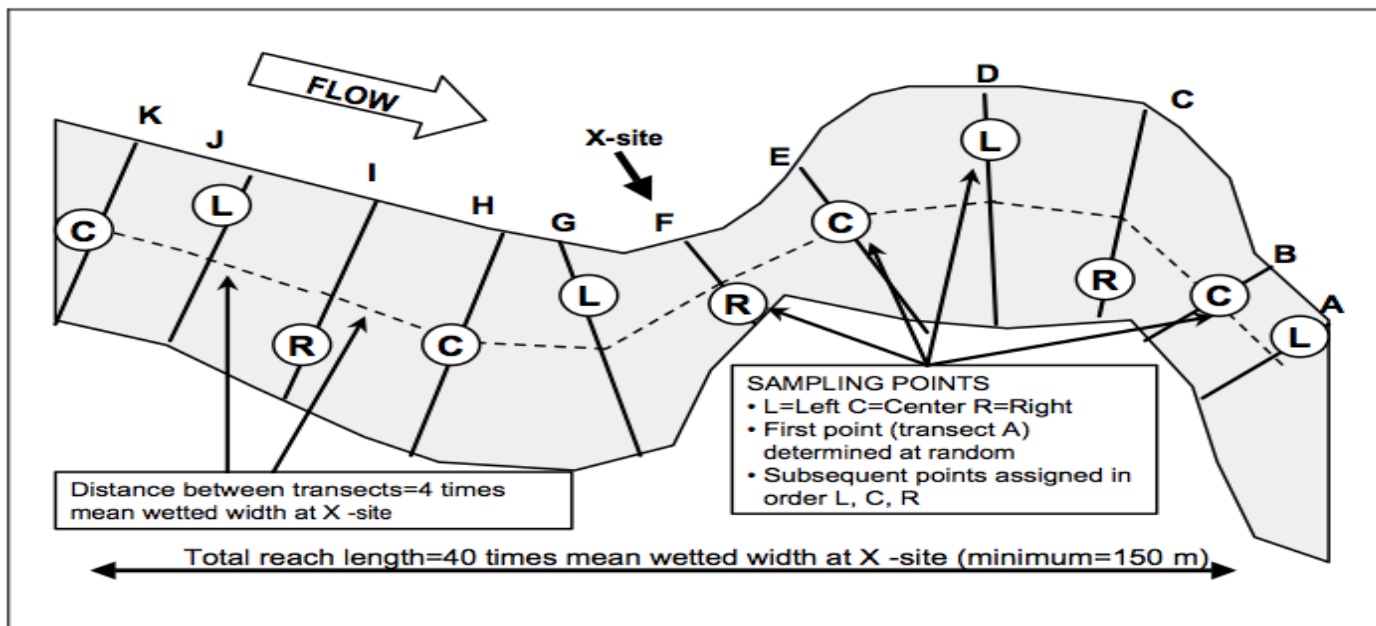 FLOW
K
J
I
H
G
X-site
F
E
D
C
B
A
C
L
R
C
L
R
C
L
R
C
L
SAMPLING POINTS
• L=Left C=Center R=Right
• First point (transect A)
determined at random
• Subsequent points assigned in
order L, C, R
Distance between transects=4 times
mean wetted width at X -site
Total reach length=40 times mean wetted width at X -site (minimum=150 m)